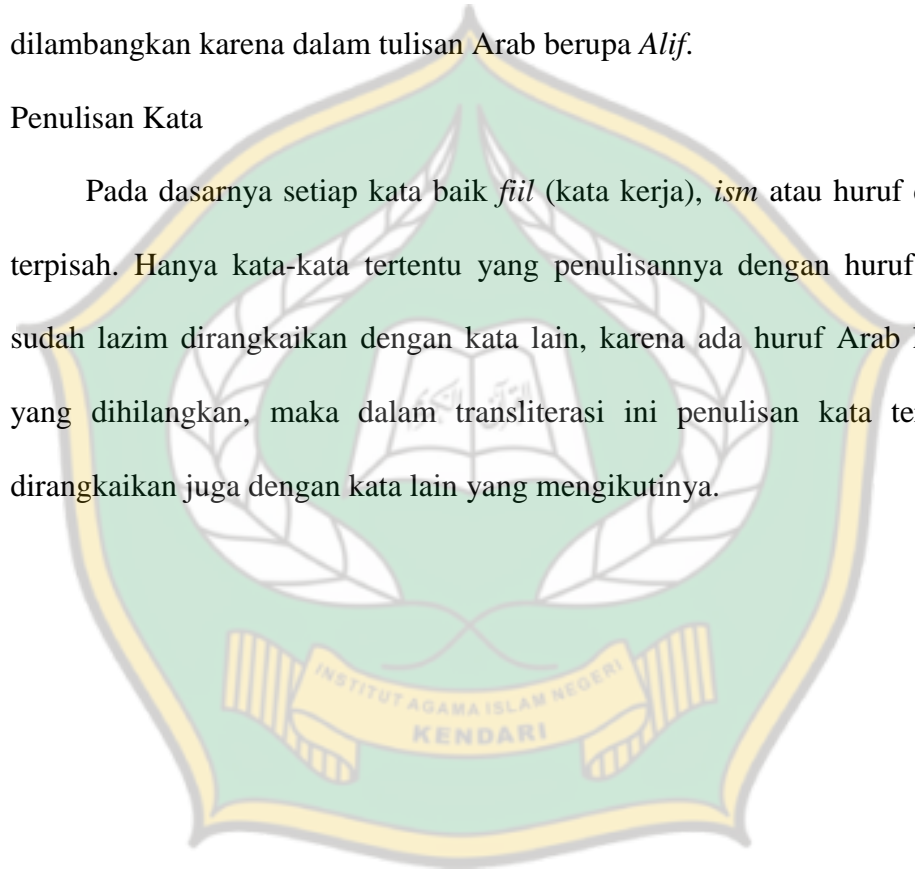 dilambangkan karena dalam tulisan Arab berupa Alif.
Penulisan Kata
Pada dasarnya setiap kata baik fiil (kata kerja), ism atau huruf
terpisah. Hanya kata-kata tertentu yang penulisannya dengan huruf
sudah lazim dirangkaikan dengan kata lain, karena ada huruf Arab
yang dihilangkan, maka dalam transliterasi ini penulisan kata
dirangkaikan juga dengan kata lain yang mengikutinya.
INSTITUT AGAMA ISLAM NEGERI
KENDARI